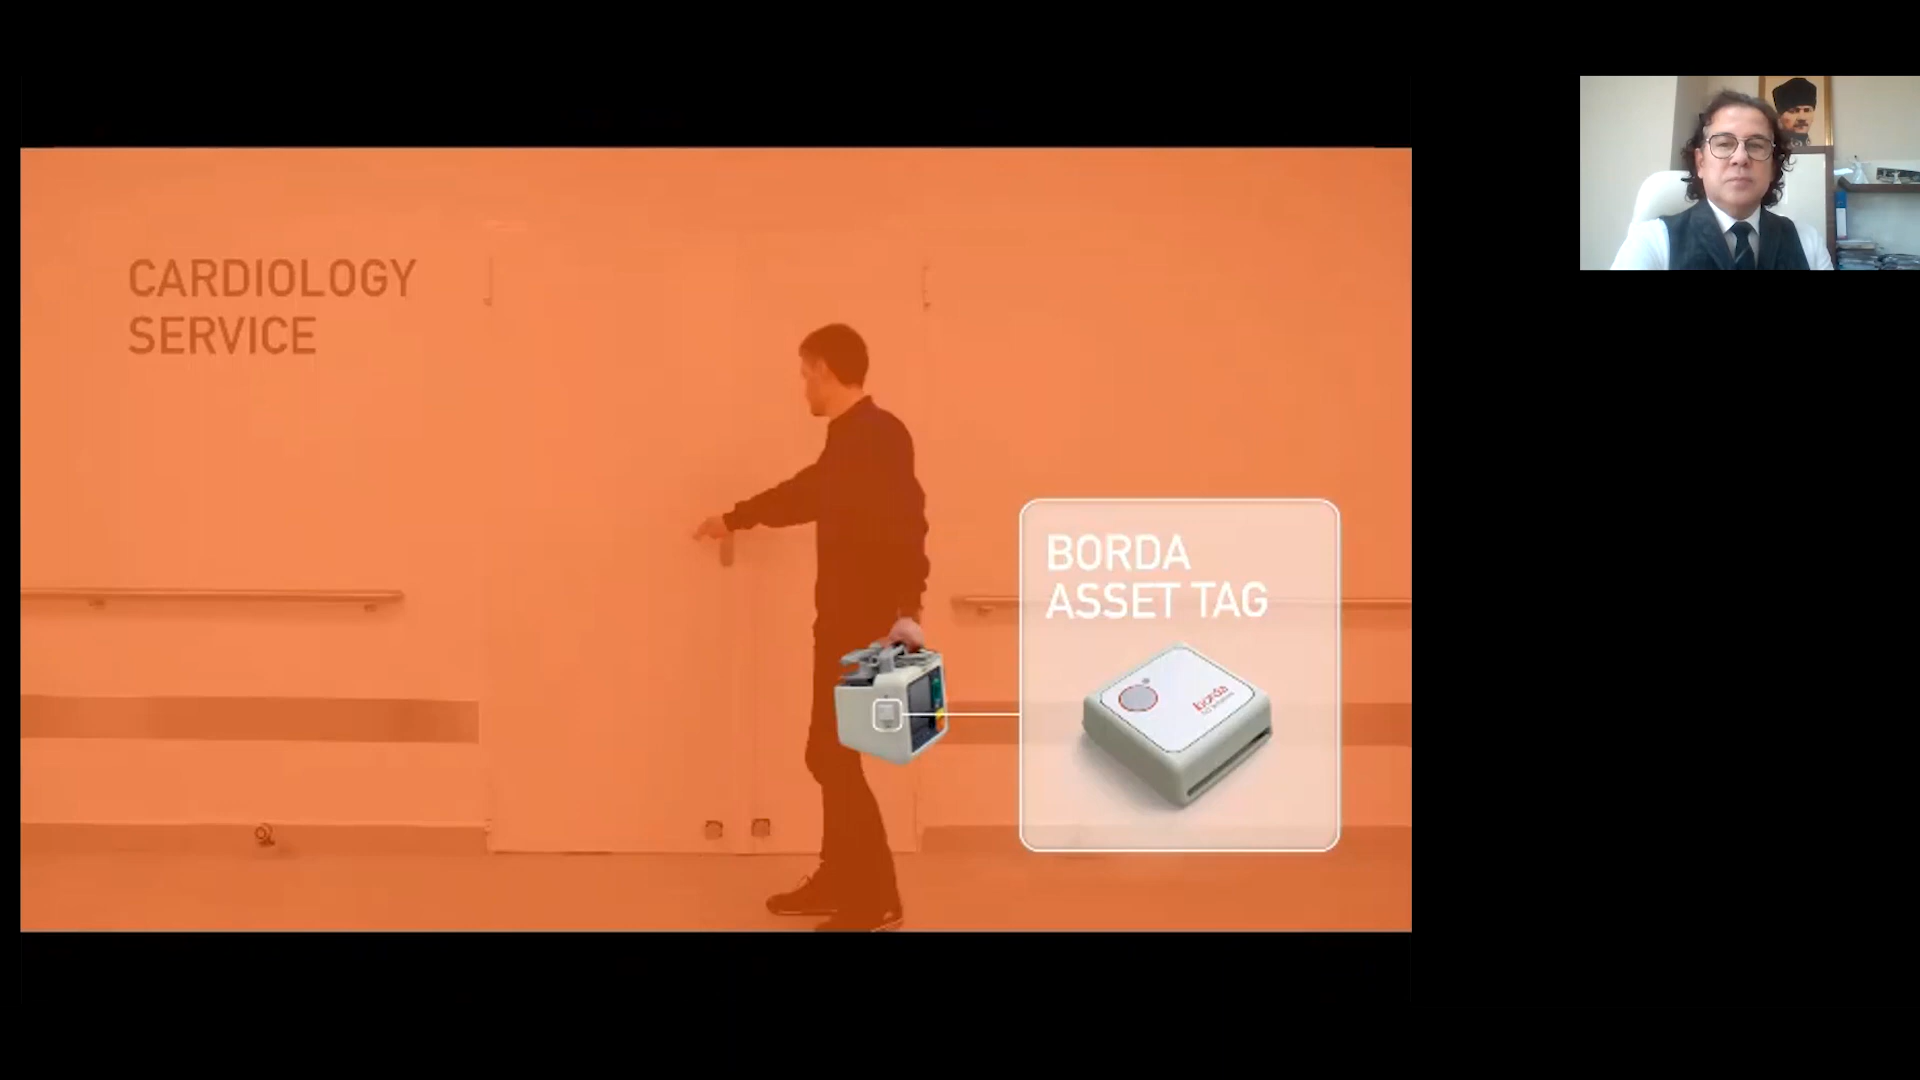 CARDIOLOGY
SERVICE
BORDA
ASSET TAG
borda